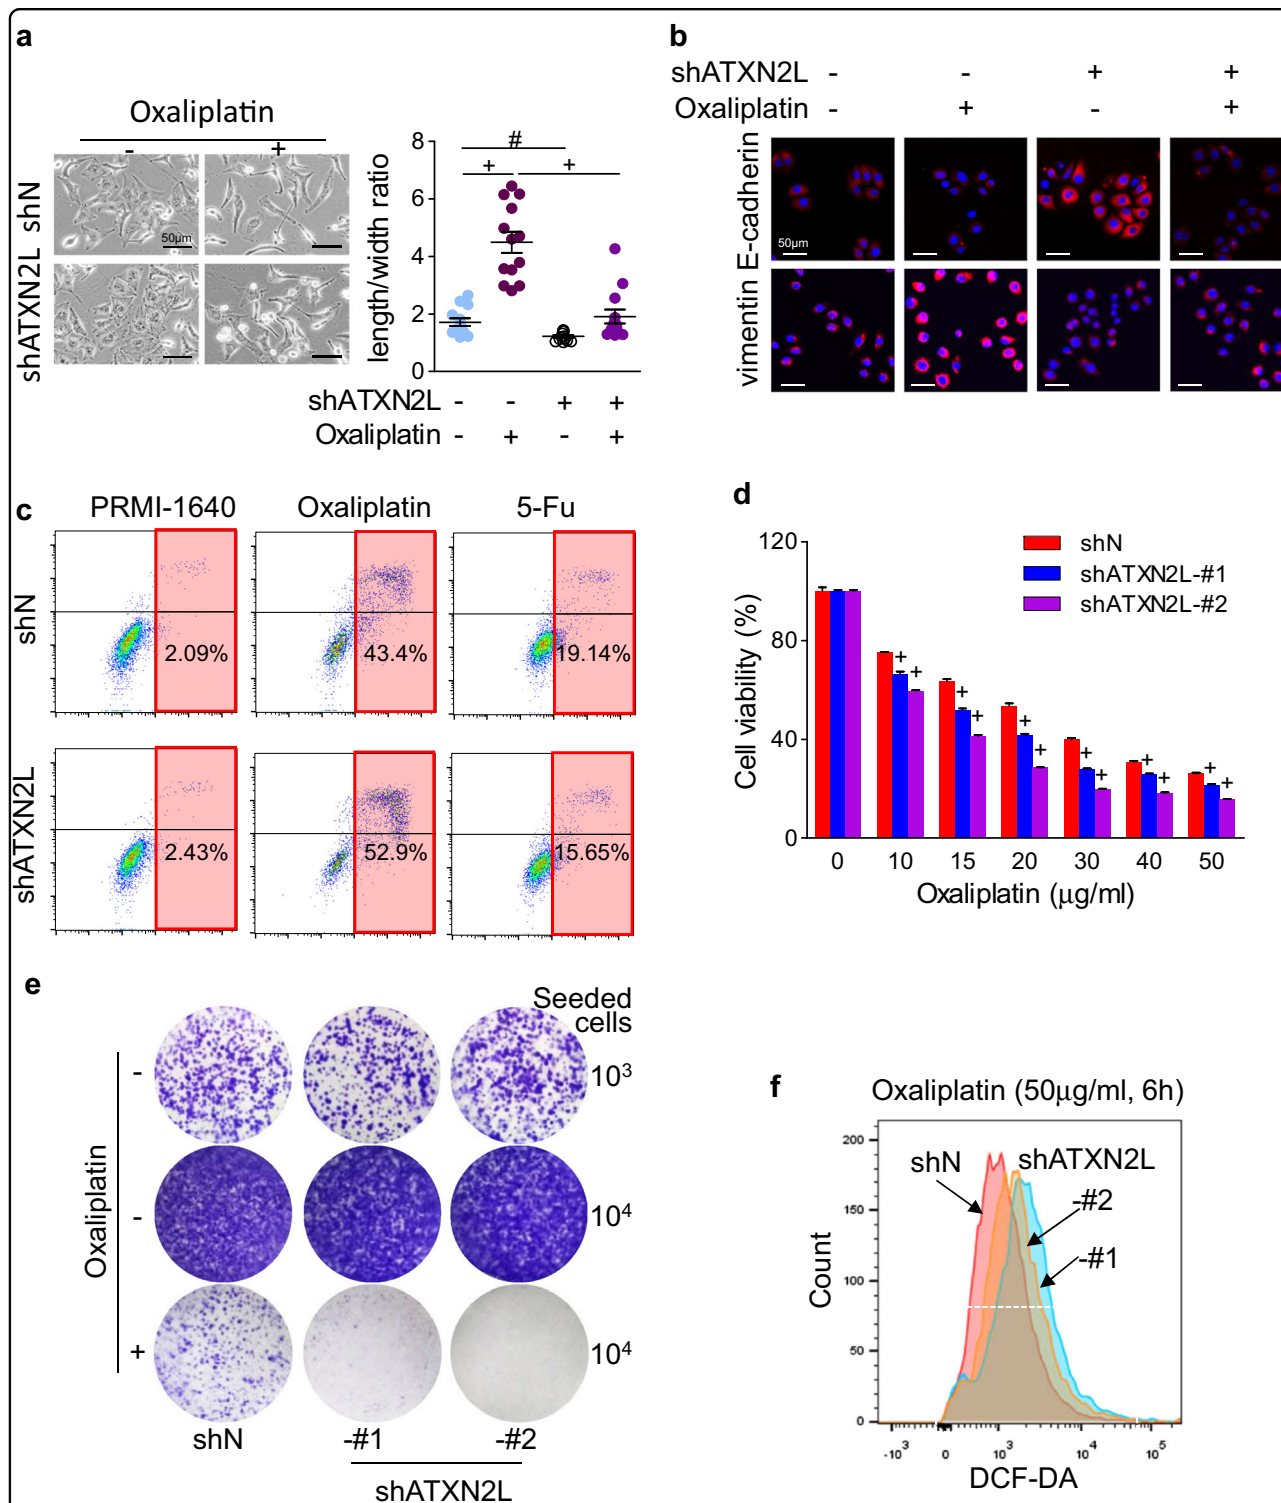 a
Oxaliplatin
- +
shN
shATXN2L
50µm
length/width ratio
8
6
4
2
0
#
+ +
shATXN2L - - + +
Oxaliplatin - + - +
b
shATXN2L - - + +
Oxaliplatin - + - +
E-cadherin
vimentin
50µm
c
PRMI-1640 Oxaliplatin 5-Fu
shN
2.09% 43.4% 19.14%
shATXN2L
2.43% 52.9% 15.65%
d
Cell viability (%)
120
80
40
0
shN
shATXN2L-#1
shATXN2L-#2
+ + + + + + + + + + + +
0 10 15 20 30 40 50
Oxaliplatin (µg/ml)
e
Seeded
cells
Oxaliplatin
- 10³
- 10⁴
+ 10⁴
shN -#1 -#2
shATXN2L
f
Oxaliplatin (50µg/ml, 6h)
Count
200
150
100
50
0
shN shATXN2L
-#2
-#1
-10³ 0 10³ 10⁴ 10⁵
DCF-DA